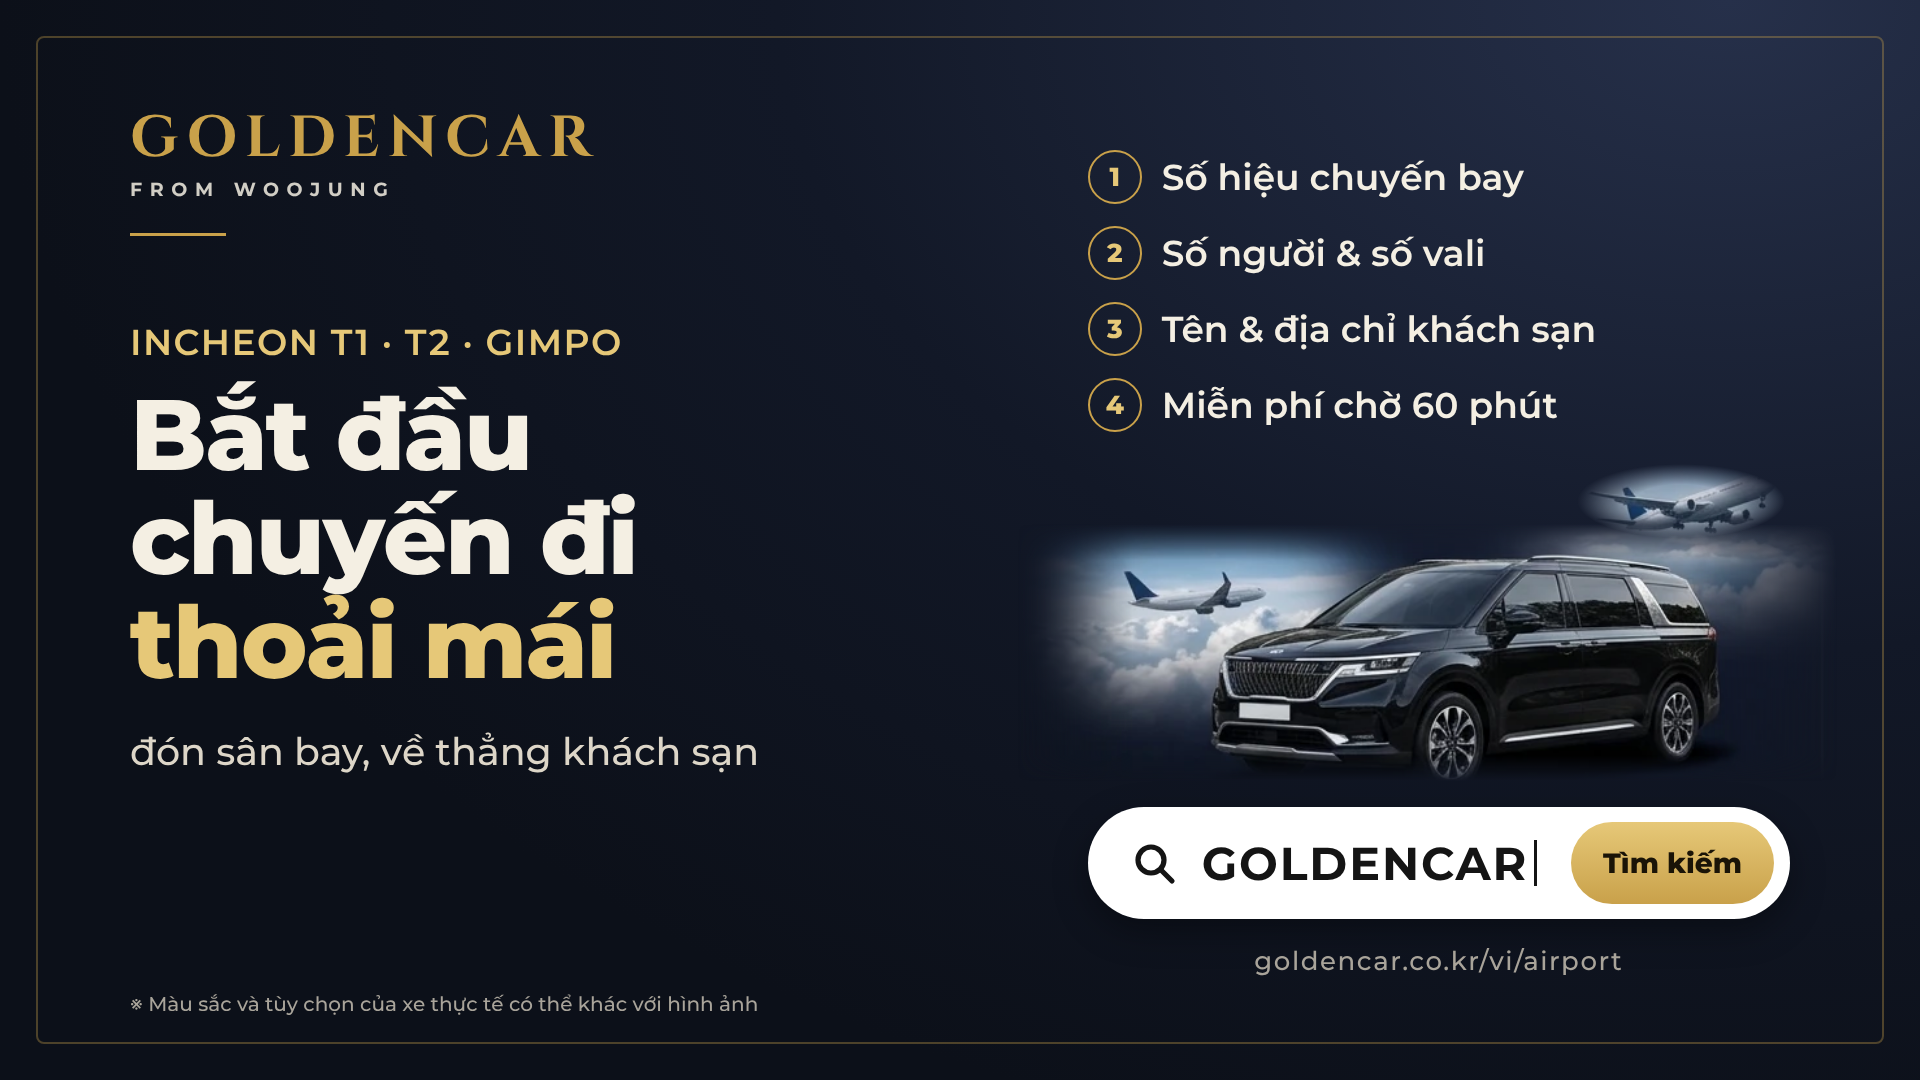 GOLDENCAR
FROM WOOJUNG
INCHEON T1 · T2 · GIMPO
Bắt đầu
chuyến đi
thoải mái
đón sân bay, về thẳng khách sạn
※ Màu sắc và tùy chọn của xe thực tế có thể khác với hình ảnh
1 Số hiệu chuyến bay
2 Số người & số vali
3 Tên & địa chỉ khách sạn
4 Miễn phí chờ 60 phút
GOLDENCAR Tìm kiếm
goldencar.co.kr/vi/airport